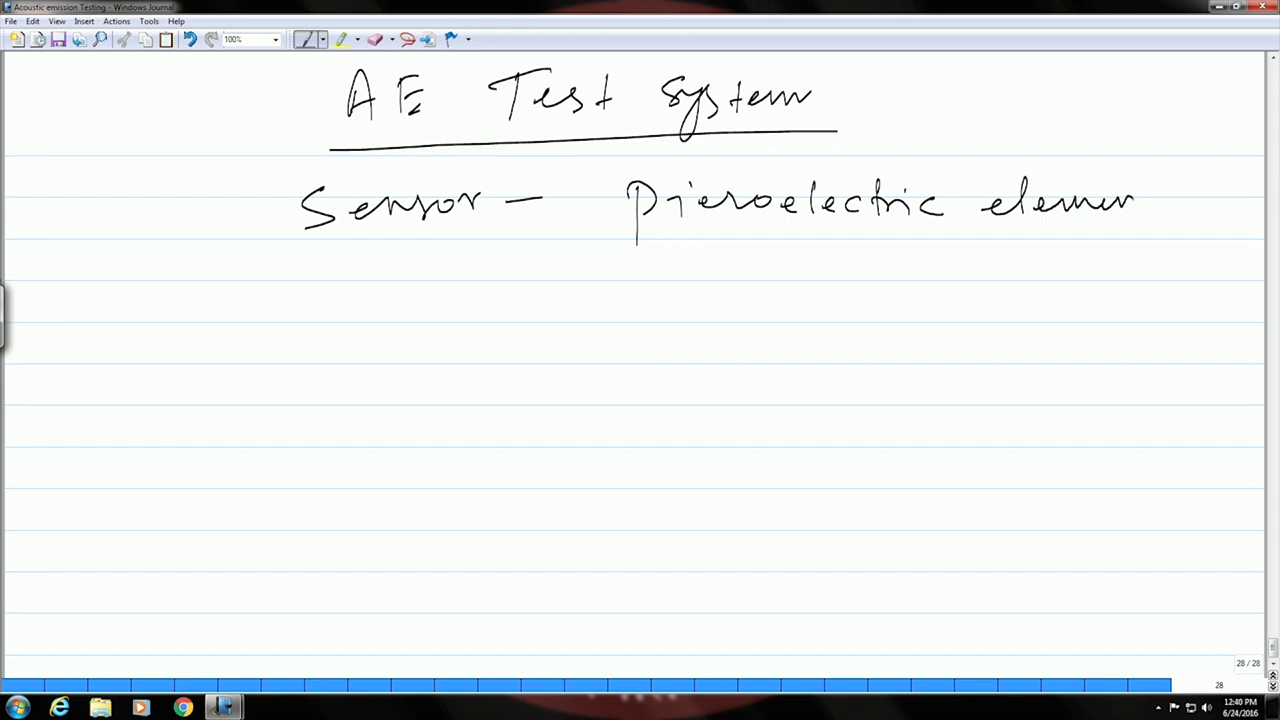 Acoustic emission Testing - Windows Journal
File Edit View Insert Actions Tools Help
100%
AE Test System
Sensor - Piezoelectric elemen
28 / 28
28
12:40 PM
6/24/2016